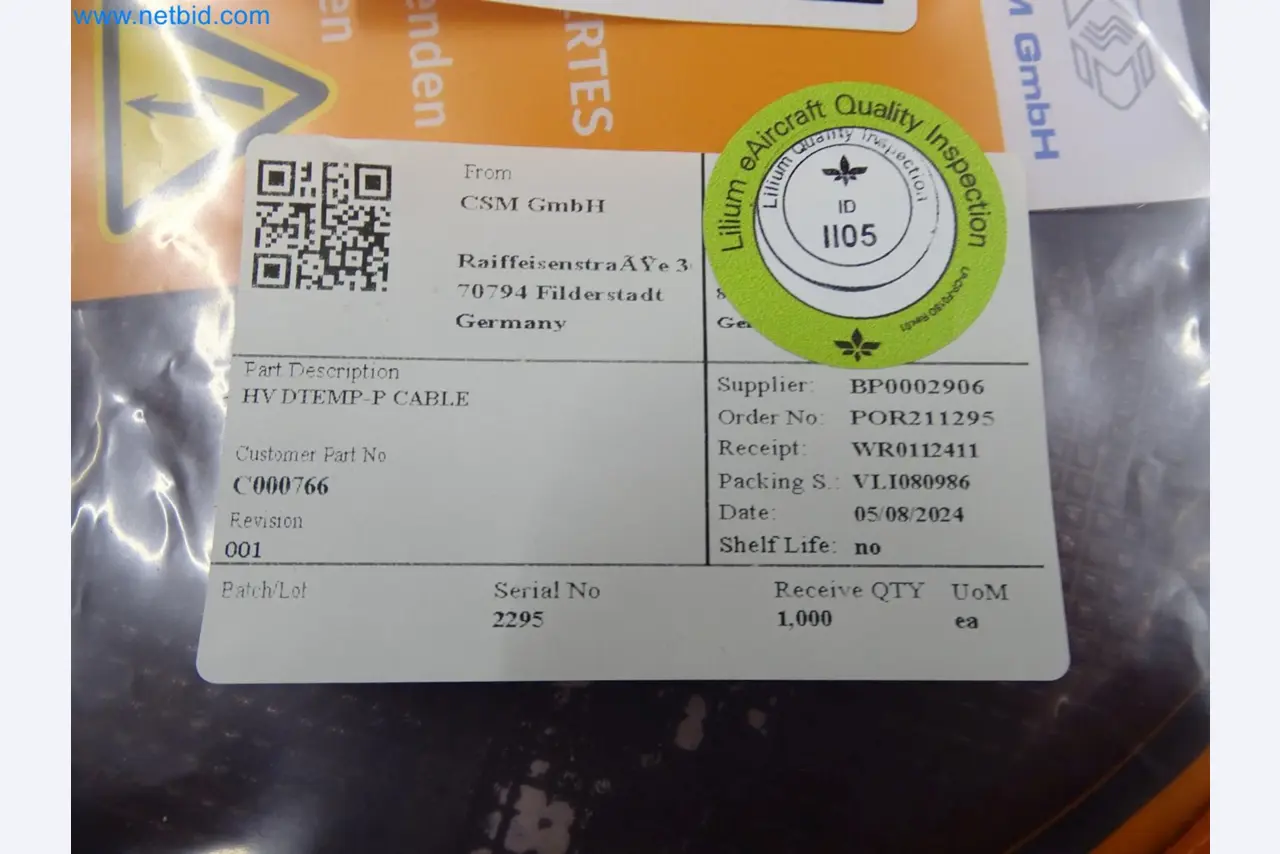 www.netbid.com
enden
ERTES
GmbH
Lilium eAircraft Quality Inspection
Lilium Quality Inspection
ID
1105
From
CSM GmbH
RaiffeisenstraÃŸe 3
70794 Filderstadt
Germany
Part Description
HV DTEMP-P CABLE
Customer Part No
C000766
Revision
001
Supplier: BP0002906
Order No: POR211295
Receipt: WR0112411
Packing S.: VLI080986
Date: 05/08/2024
Shelf Life: no
Batch/Lot
Serial No
2295
Receive QTY
1,000
UoM
ea